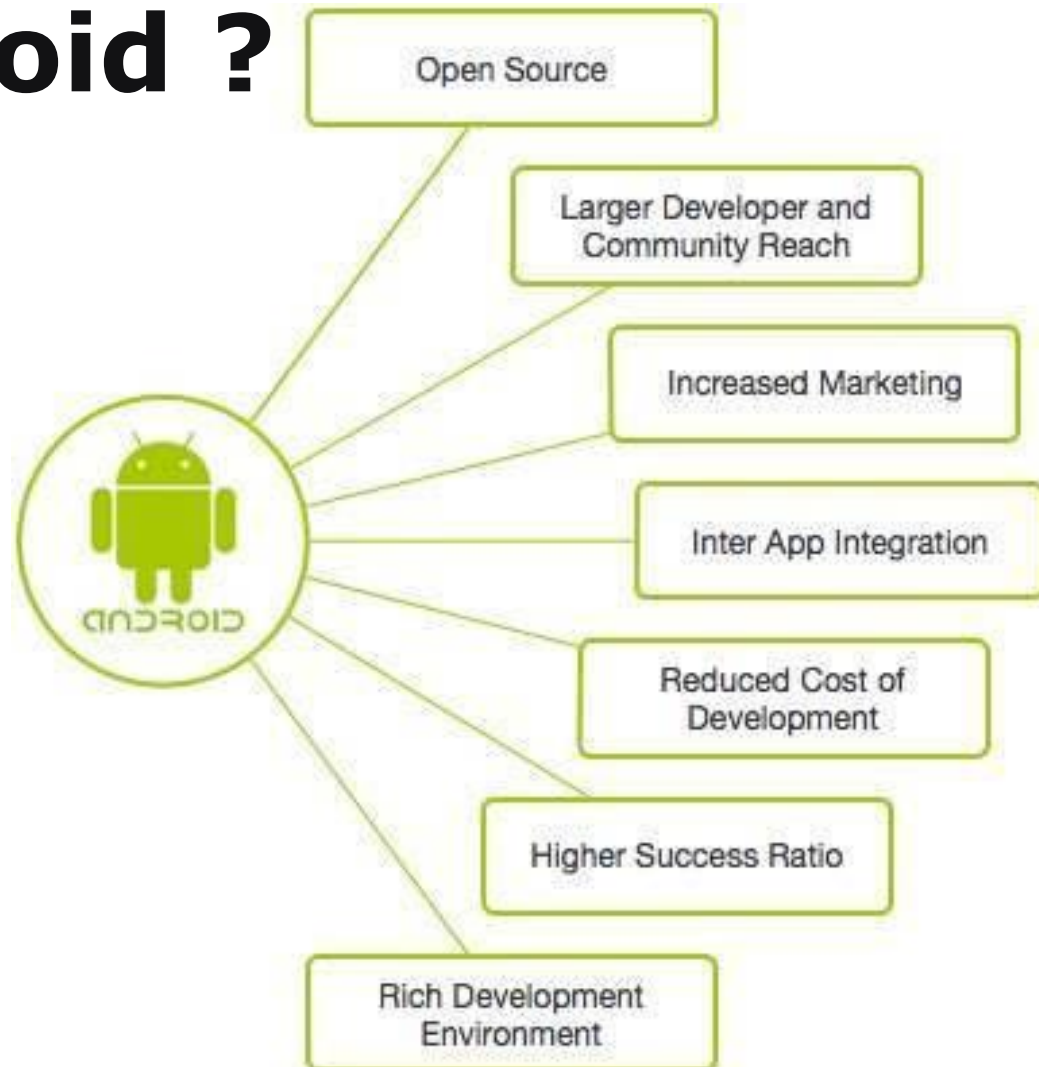 oid ?
Open Source
Larger Developer and
Community Reach
Increased Marketing
Inter App Integration
ANDROID
Reduced Cost of
Development
Higher Success Ratio
Rich Development
Environment